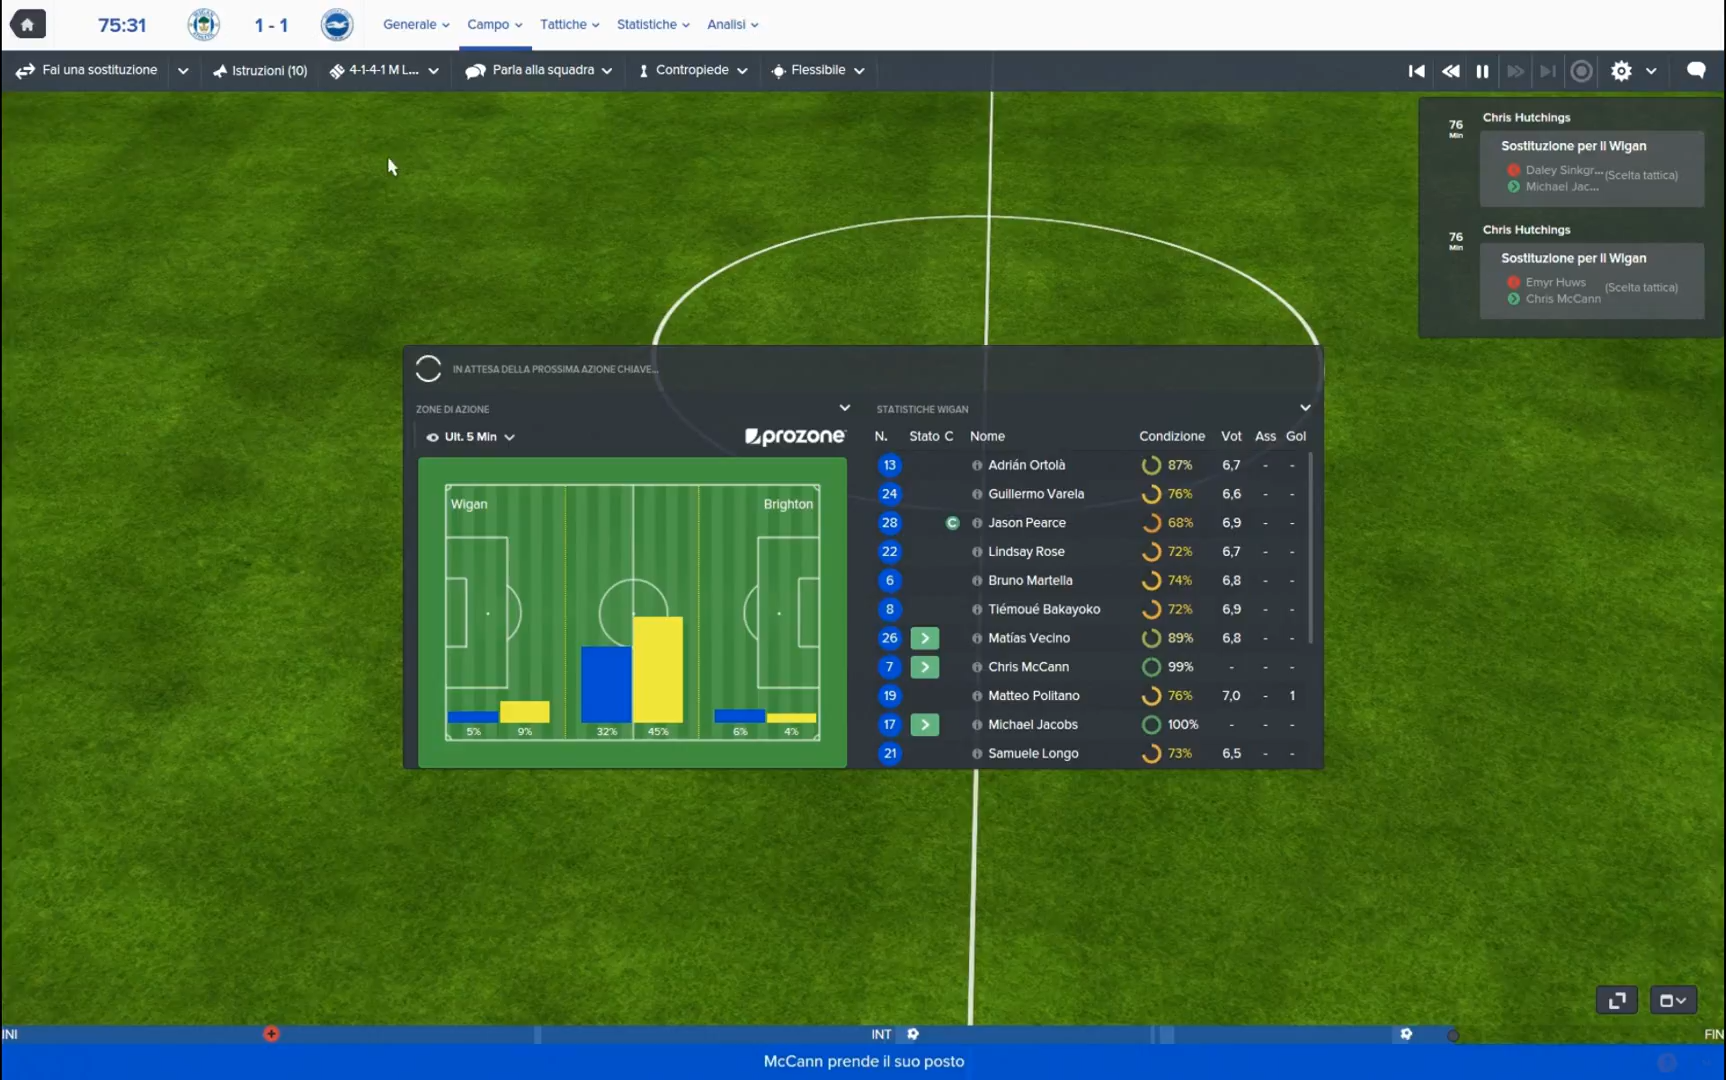 75:31
1 - 1
Generale
Campo
Tattiche
Statistiche
Analisi
Fai una sostituzione
Istruzioni (10)
4-1-4-1 M L...
Parla alla squadra
Contropiede
Flessibile
76
Min
Chris Hutchings
Sostituzione per il Wigan
Daley Sinkgr...
(Scelta tattica)
Michael Jac...
76
Min
Chris Hutchings
Sostituzione per il Wigan
Emyr Huws
(Scelta tattica)
Chris McCann
IN ATTESA DELLA PROSSIMA AZIONE CHIAVE...
ZONE DI AZIONE
Ult. 5 Min
prozone
Wigan
Brighton
5% 9% 32% 45% 6% 4%
STATISTICHE WIGAN
N. Stato C Nome Condizione Vot Ass Gol
13 Adrián Ortolà 87% 6,7 - -
24 Guillermo Varela 76% 6,6 - -
28 C Jason Pearce 68% 6,9 - -
22 Lindsay Rose 72% 6,7 - -
6 Bruno Martella 74% 6,8 - -
8 Tiémoué Bakayoko 72% 6,9 - -
26 Matías Vecino 89% 6,8 - -
7 Chris McCann 99% - - -
19 Matteo Politano 76% 7,0 - 1
17 Michael Jacobs 100% - - -
21 Samuele Longo 73% 6,5 - -
INI
INT
FIN
McCann prende il suo posto